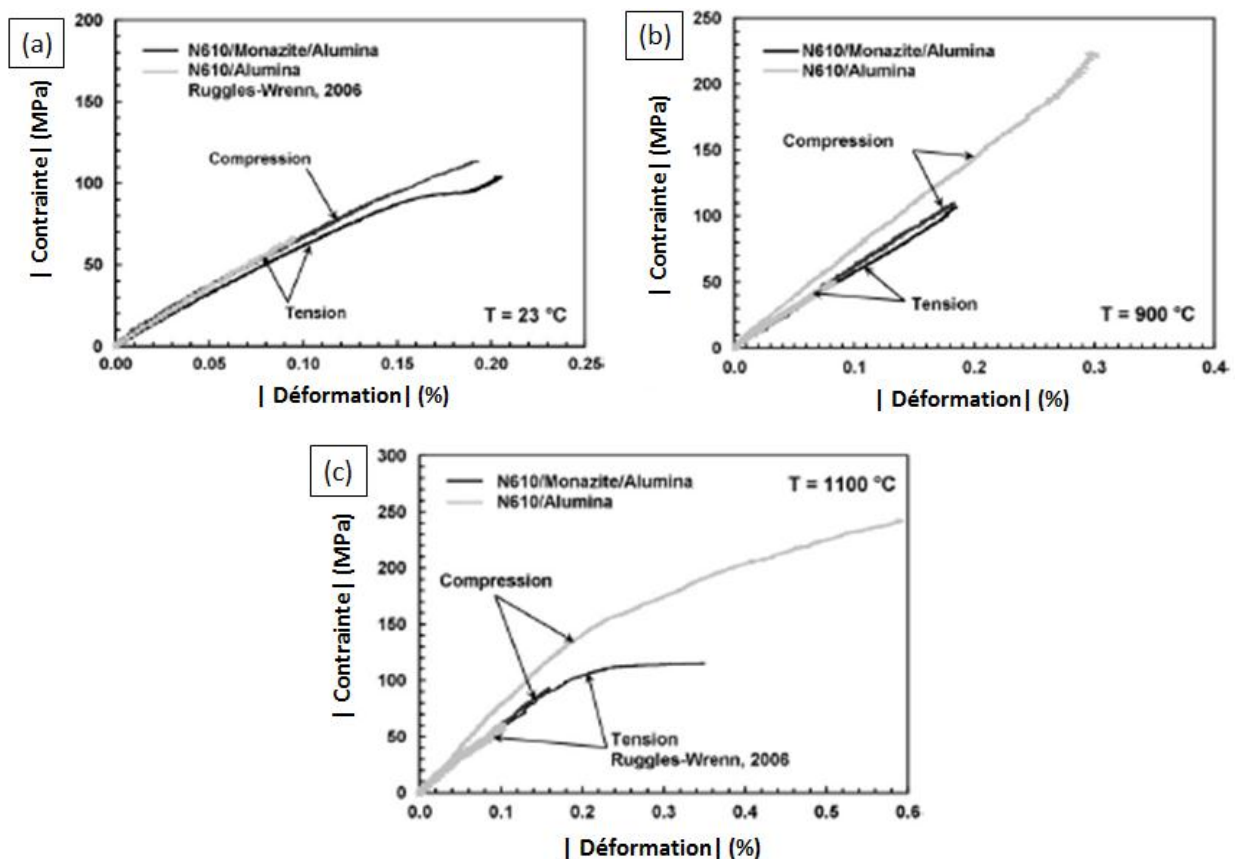 (a)
200
150
100
50
0
| Contrainte| (MPa)
N610/Monazite/Alumina
N610/Alumina
Ruggles-Wrenn, 2006
Compression
Tension
T = 23 °C
0.00 0.05 0.10 0.15 0.20 0.25
| Déformation| (%)
(b)
250
200
150
100
50
0
| Contrainte| (MPa)
N610/Monazite/Alumina
N610/Alumina
Compression
Tension
T = 900 °C
0.0 0.1 0.2 0.3 0.4
| Déformation| (%)
(c)
300
250
200
150
100
50
0
| Contrainte| (MPa)
N610/Monazite/Alumina
N610/Alumina
T = 1100 °C
Compression
Tension
Ruggles-Wrenn, 2006
0.0 0.1 0.2 0.3 0.4 0.5 0.6
| Déformation| (%)